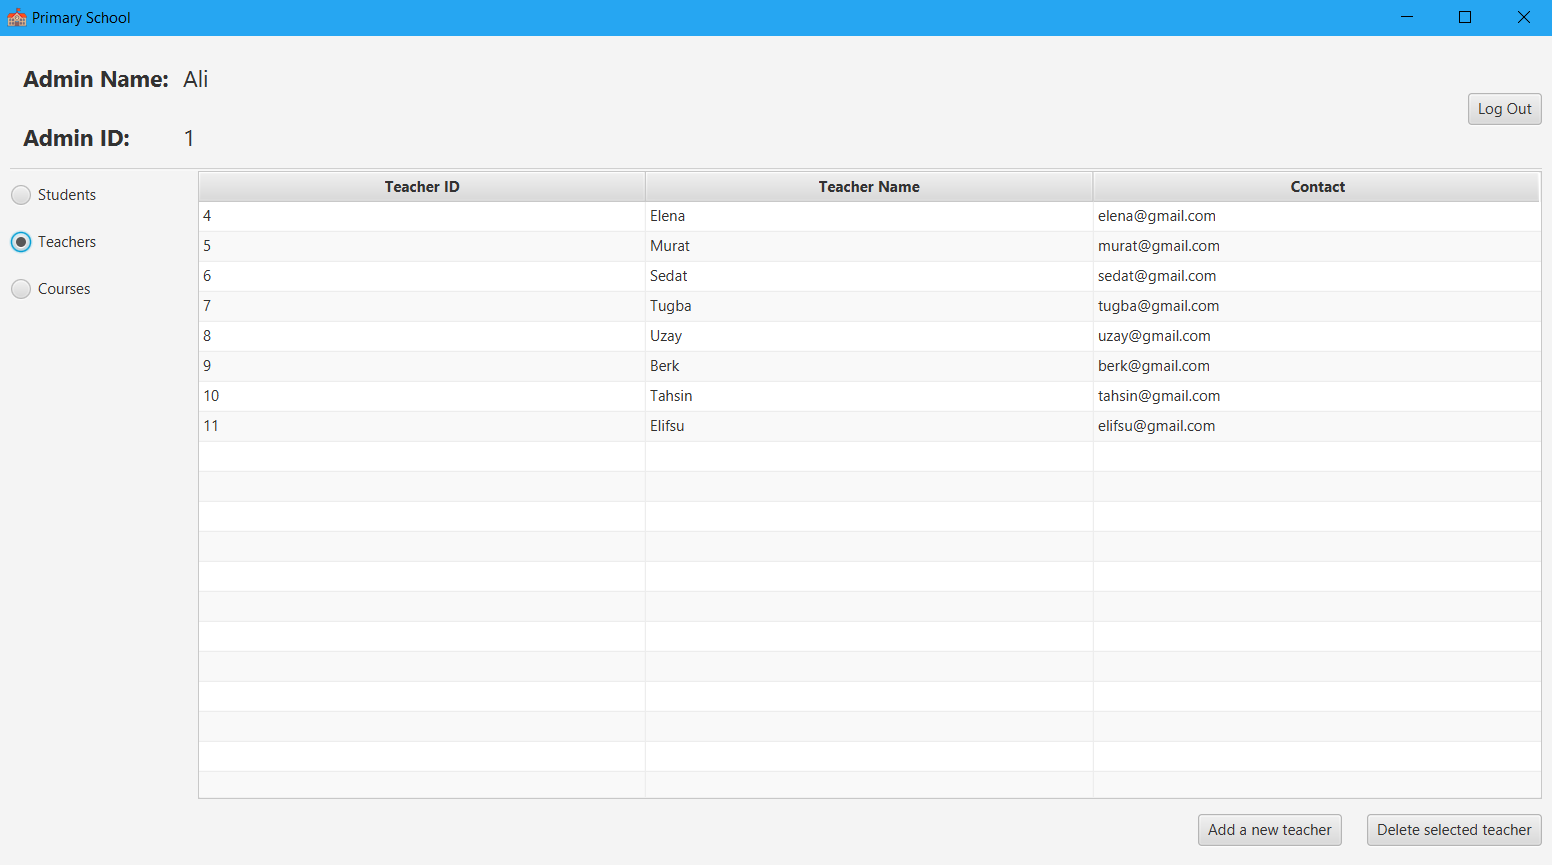 Primary School
Admin Name: Ali
Log Out
Admin ID: 1
Students
Teachers
Courses
Teacher ID Teacher Name Contact
4 Elena elena@gmail.com
5 Murat murat@gmail.com
6 Sedat sedat@gmail.com
7 Tugba tugba@gmail.com
8 Uzay uzay@gmail.com
9 Berk berk@gmail.com
10 Tahsin tahsin@gmail.com
11 Elifsu elifsu@gmail.com
Add a new teacher Delete selected teacher